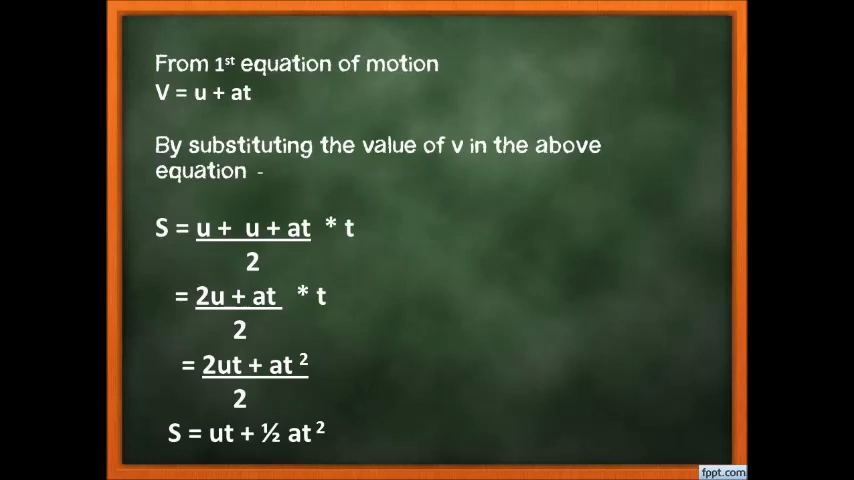 From 1st equation of motion
V = u + at
By substituting the value of v in the above
equation -
S = u + u + at * t
2
= 2u + at * t
2
= 2ut + at 2
2
S = ut + ½ at 2
fppt.com